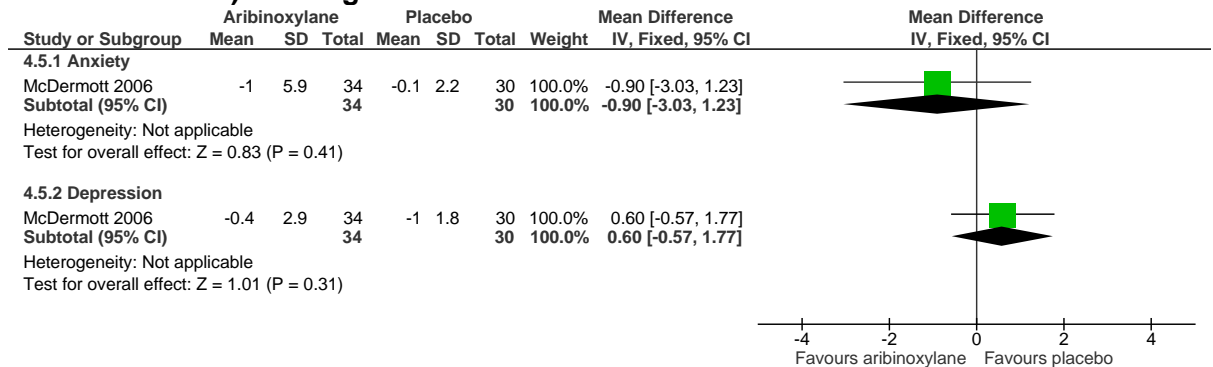 Aribinoxylane Placebo Mean Difference Mean Difference
Study or Subgroup Mean SD Total Mean SD Total Weight IV, Fixed, 95% CI IV, Fixed, 95% CI
4.5.1 Anxiety
McDermott 2006 -1 5.9 34 -0.1 2.2 30 100.0% -0.90 [-3.03, 1.23]
Subtotal (95% CI) 34 30 100.0% -0.90 [-3.03, 1.23]
Heterogeneity: Not applicable
Test for overall effect: Z = 0.83 (P = 0.41)
4.5.2 Depression
McDermott 2006 -0.4 2.9 34 -1 1.8 30 100.0% 0.60 [-0.57, 1.77]
Subtotal (95% CI) 34 30 100.0% 0.60 [-0.57, 1.77]
Heterogeneity: Not applicable
Test for overall effect: Z = 1.01 (P = 0.31)
-4 -2 0 2 4
Favours aribinoxylane Favours placebo